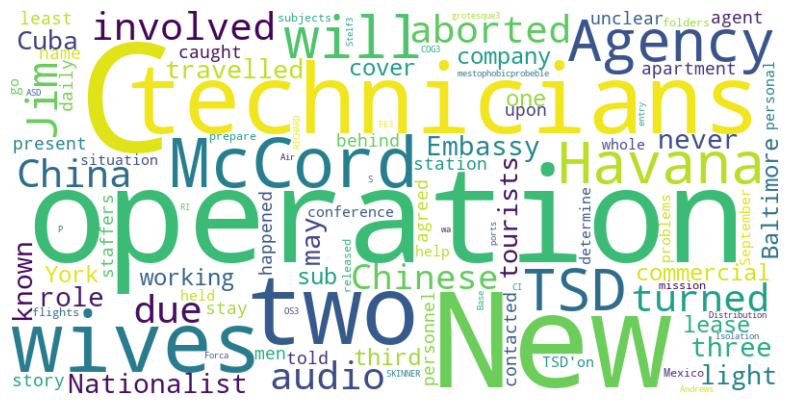 least involved will aborted unclear agent
subjects Stelf3 COG3 grotesque3 folders
Cuba name caught Agency
Jim daily go travelled cover company one apartment
ASD C technicians mestophobicprobeble upon
FE3 RICHARD entry personal
present prepare behind Embassy never whole
China situation McCord station Havana
Air S
operation
RI P conference agreed tourists determine problems September Baltimore
known staffers happened may help ports wa
York working sub released Chinese CI commercial
role due two personnel TSD turned mission
wives held stay OS3 New Base contacted lease Distribution three
flights men told third TSD'on Isolation
story Nationalist Forca audio SKINNER Mexico light
Andrews